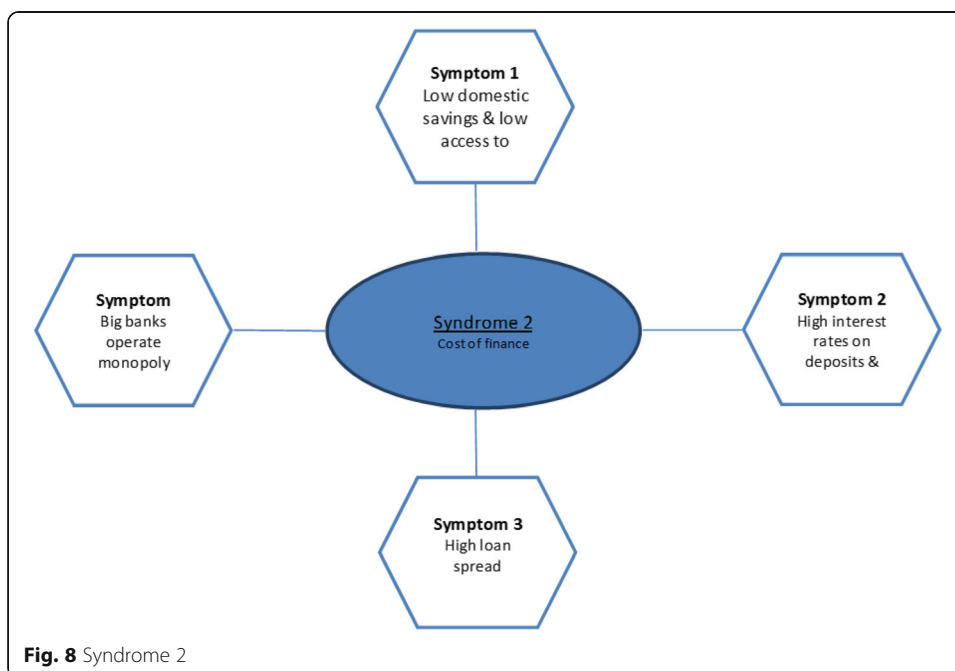 Symptom 1
Low domestic
savings & low
access to
Symptom
Big banks
operate
monopoly
Syndrome 2
Cost of finance
Symptom 2
High interest
rates on
deposits &
Symptom 3
High loan
spread
Fig. 8 Syndrome 2